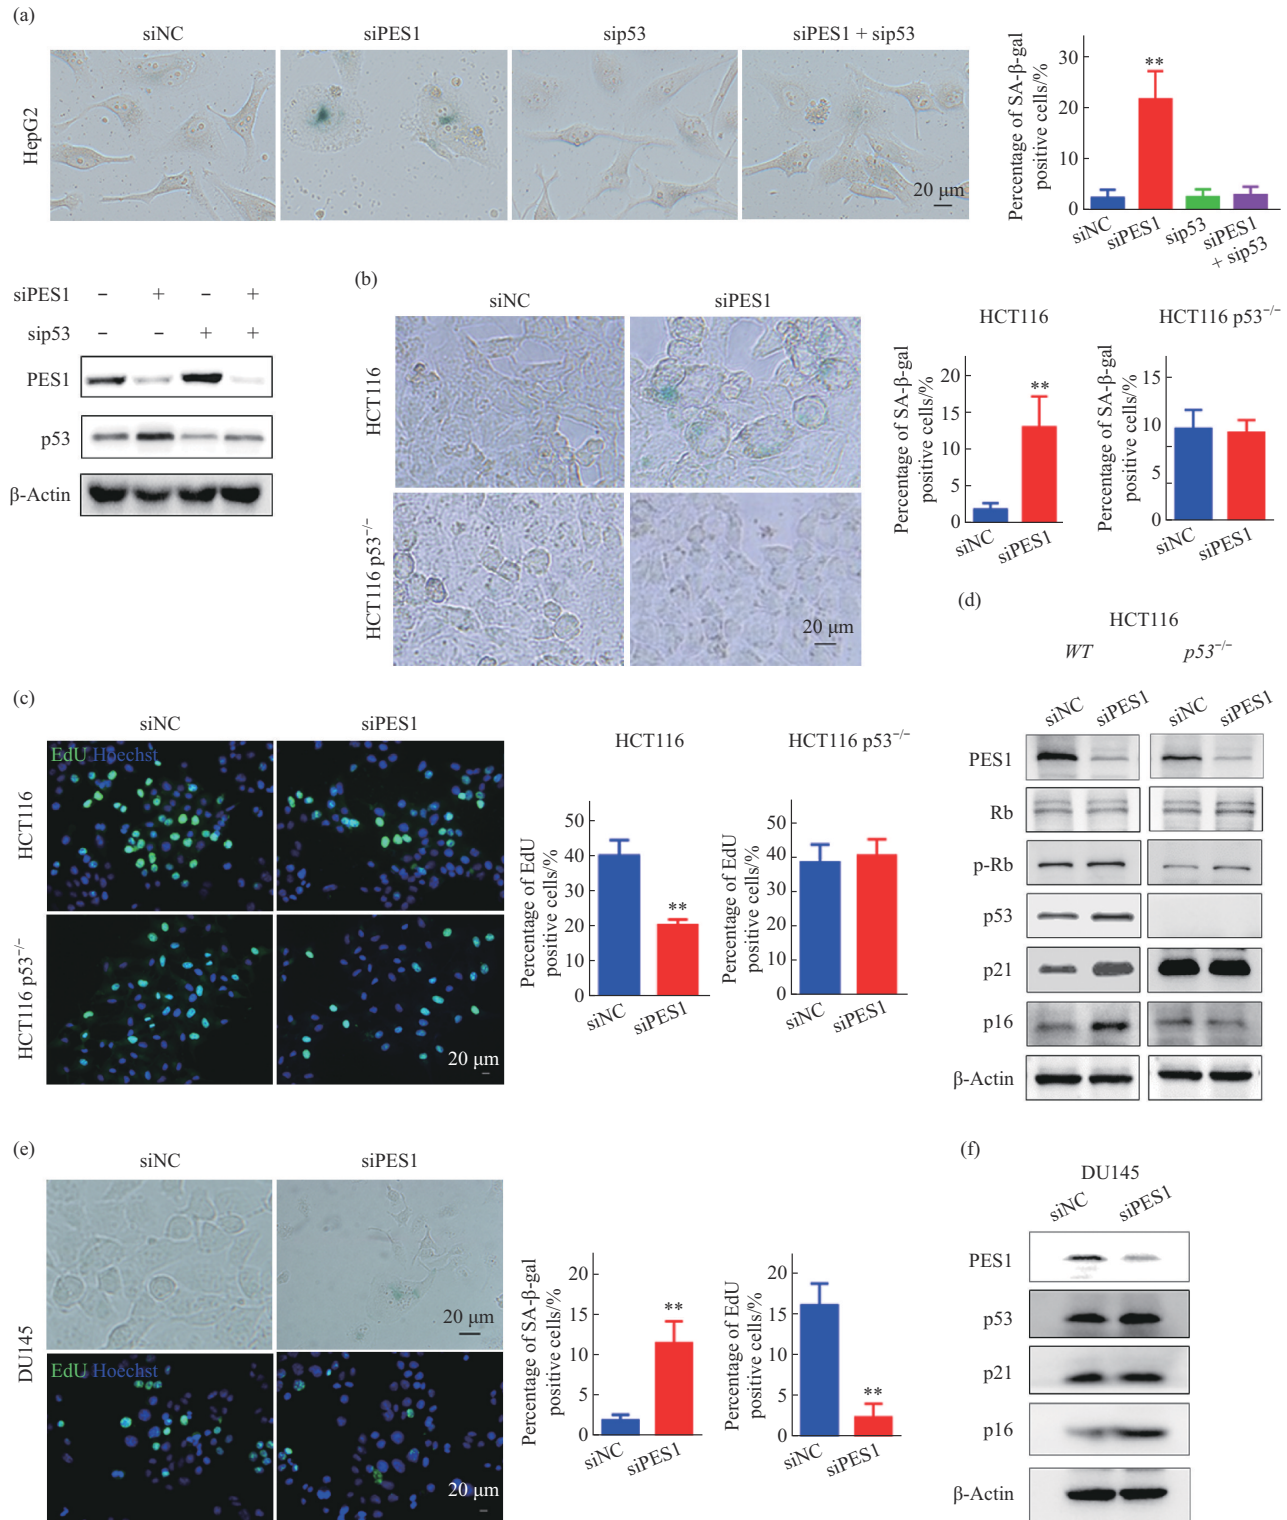 (a)
siNC
siPES1
sip53
siPES1 + sip53
HepG2
20 μm
Percentage of SA-β-gal
positive cells/%
30
20
10
0
**
siNC
siPES1
sip53
siPES1
+ sip53
siPES1 − + − +
sip53 − − + +
PES1
p53
β-Actin
(b)
siNC
siPES1
HCT116
HCT116 p53⁻/⁻
20 μm
HCT116
Percentage of SA-β-gal
positive cells/%
20
15
10
5
0
**
siNC
siPES1
HCT116 p53⁻/⁻
Percentage of SA-β-gal
positive cells/%
15
10
5
0
siNC
siPES1
(c)
siNC
siPES1
EdU Hoechst
HCT116
HCT116 p53⁻/⁻
20 μm
HCT116
Percentage of EdU
positive cells/%
50
40
30
20
10
0
**
siNC
siPES1
HCT116 p53⁻/⁻
Percentage of EdU
positive cells/%
50
40
30
20
10
0
siNC
siPES1
(d)
HCT116
WT p53⁻/⁻
siNC siPES1 siNC siPES1
PES1
Rb
p-Rb
p53
p21
p16
β-Actin
(e)
siNC
siPES1
DU145
20 μm
EdU Hoechst
20 μm
Percentage of SA-β-gal
positive cells/%
20
15
10
5
0
**
siNC
siPES1
Percentage of EdU
positive cells/%
20
15
10
5
0
**
siNC
siPES1
(f)
DU145
siNC siPES1
PES1
p53
p21
p16
β-Actin